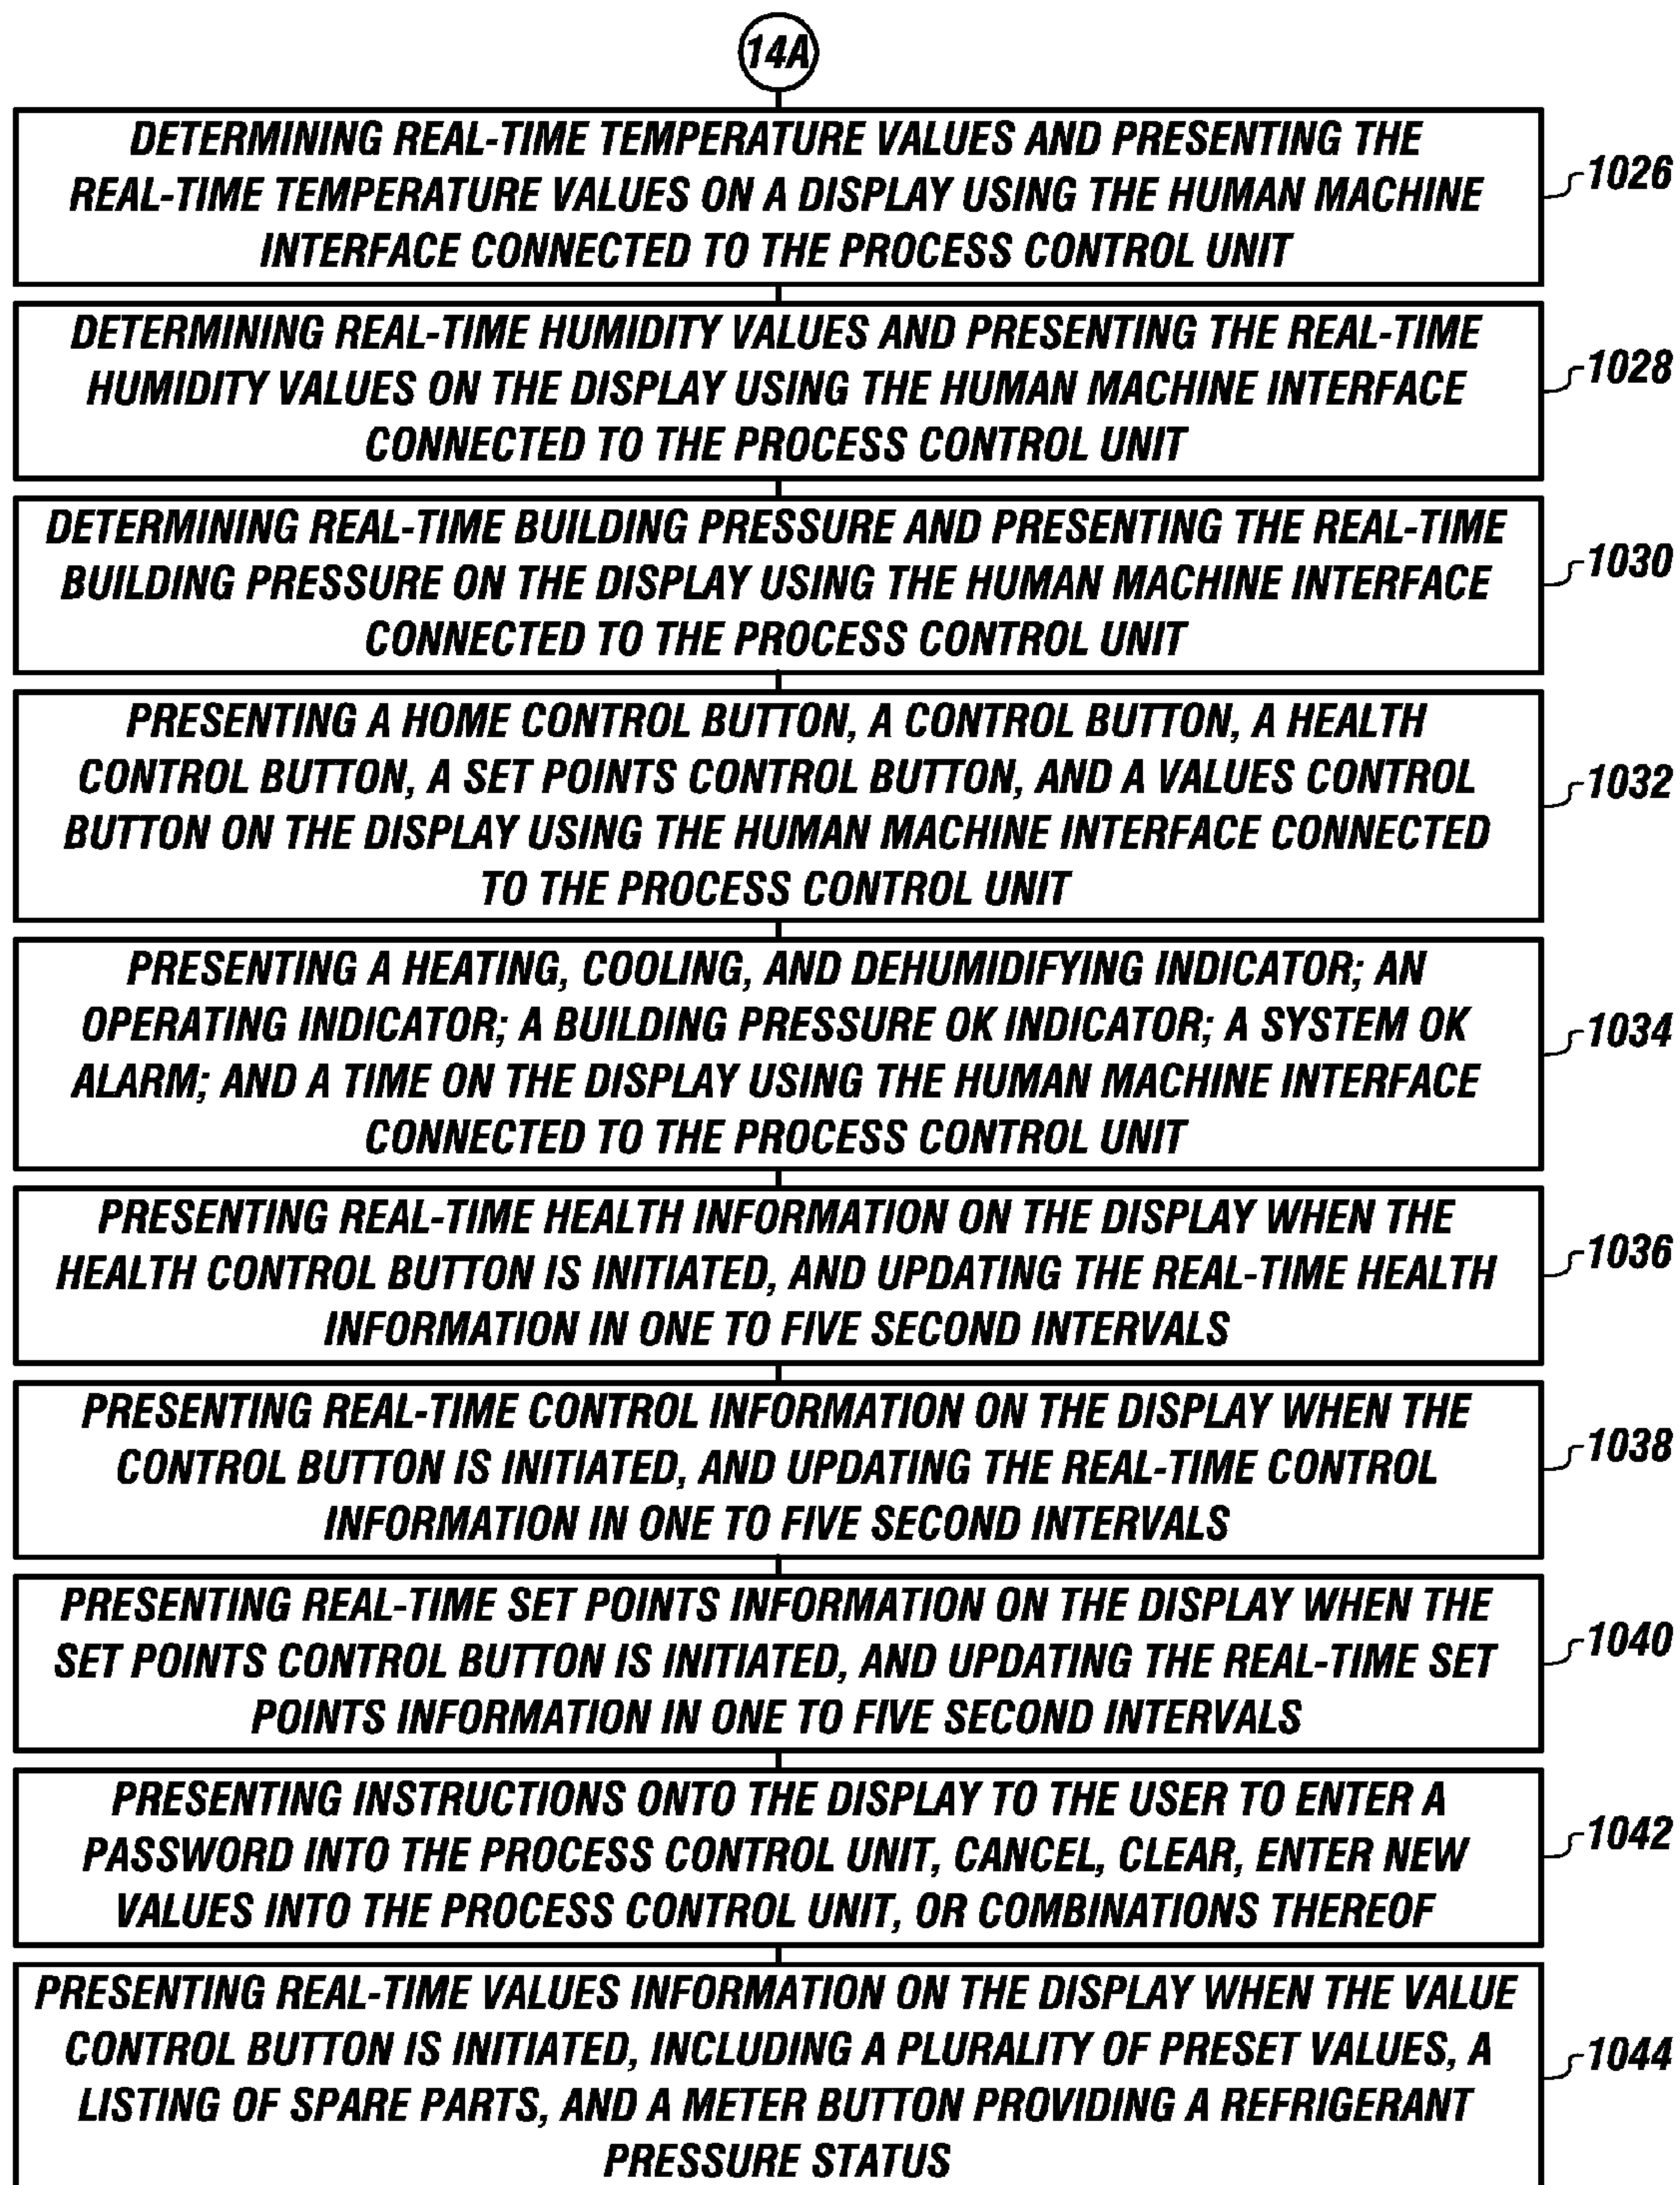 14A
DETERMINING REAL-TIME TEMPERATURE VALUES AND PRESENTING THE
REAL-TIME TEMPERATURE VALUES ON A DISPLAY USING THE HUMAN MACHINE
INTERFACE CONNECTED TO THE PROCESS CONTROL UNIT
1026
DETERMINING REAL-TIME HUMIDITY VALUES AND PRESENTING THE REAL-TIME
HUMIDITY VALUES ON THE DISPLAY USING THE HUMAN MACHINE INTERFACE
CONNECTED TO THE PROCESS CONTROL UNIT
1028
DETERMINING REAL-TIME BUILDING PRESSURE AND PRESENTING THE REAL-TIME
BUILDING PRESSURE ON THE DISPLAY USING THE HUMAN MACHINE INTERFACE
CONNECTED TO THE PROCESS CONTROL UNIT
1030
PRESENTING A HOME CONTROL BUTTON, A CONTROL BUTTON, A HEALTH
CONTROL BUTTON, A SET POINTS CONTROL BUTTON, AND A VALUES CONTROL
BUTTON ON THE DISPLAY USING THE HUMAN MACHINE INTERFACE CONNECTED
TO THE PROCESS CONTROL UNIT
1032
PRESENTING A HEATING, COOLING, AND DEHUMIDIFYING INDICATOR; AN
OPERATING INDICATOR; A BUILDING PRESSURE OK INDICATOR; A SYSTEM OK
ALARM; AND A TIME ON THE DISPLAY USING THE HUMAN MACHINE INTERFACE
CONNECTED TO THE PROCESS CONTROL UNIT
1034
PRESENTING REAL-TIME HEALTH INFORMATION ON THE DISPLAY WHEN THE
HEALTH CONTROL BUTTON IS INITIATED, AND UPDATING THE REAL-TIME HEALTH
INFORMATION IN ONE TO FIVE SECOND INTERVALS
1036
PRESENTING REAL-TIME CONTROL INFORMATION ON THE DISPLAY WHEN THE
CONTROL BUTTON IS INITIATED, AND UPDATING THE REAL-TIME CONTROL
INFORMATION IN ONE TO FIVE SECOND INTERVALS
1038
PRESENTING REAL-TIME SET POINTS INFORMATION ON THE DISPLAY WHEN THE
SET POINTS CONTROL BUTTON IS INITIATED, AND UPDATING THE REAL-TIME SET
POINTS INFORMATION IN ONE TO FIVE SECOND INTERVALS
1040
PRESENTING INSTRUCTIONS ONTO THE DISPLAY TO THE USER TO ENTER A
PASSWORD INTO THE PROCESS CONTROL UNIT, CANCEL, CLEAR, ENTER NEW
VALUES INTO THE PROCESS CONTROL UNIT, OR COMBINATIONS THEREOF
1042
PRESENTING REAL-TIME VALUES INFORMATION ON THE DISPLAY WHEN THE VALUE
CONTROL BUTTON IS INITIATED, INCLUDING A PLURALITY OF PRESET VALUES, A
LISTING OF SPARE PARTS, AND A METER BUTTON PROVIDING A REFRIGERANT
PRESSURE STATUS
1044